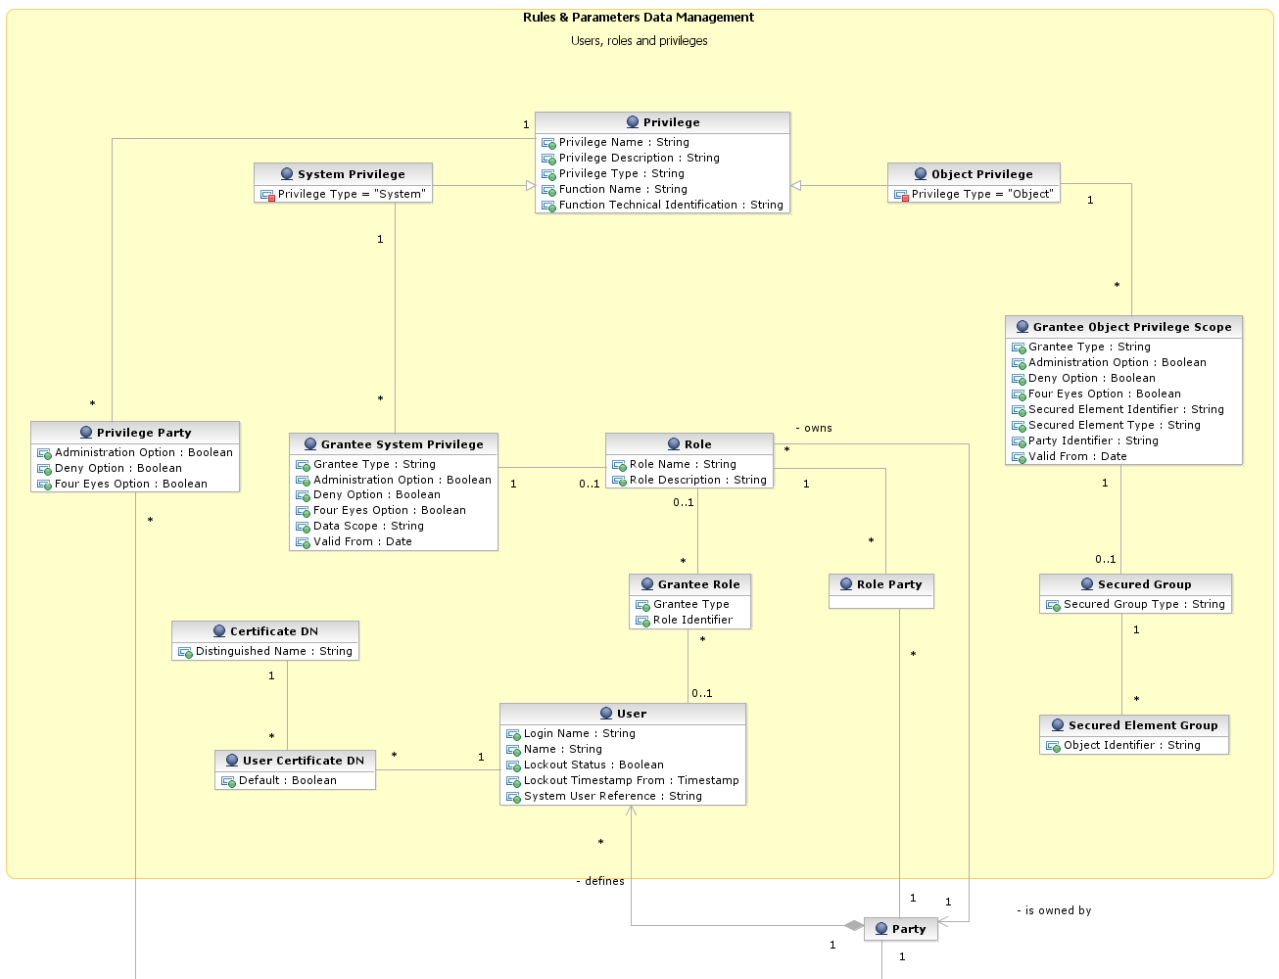 Rules & Parameters Data Management
Users, roles and privileges
1
Privilege
Privilege Name : String
Privilege Description : String
Privilege Type : String
Function Name : String
Function Technical Identification : String
System Privilege
Privilege Type = "System"
Object Privilege
Privilege Type = "Object"
1
1
*
Grantee Object Privilege Scope
Grantee Type : String
Administration Option : Boolean
Deny Option : Boolean
Four Eyes Option : Boolean
Secured Element Identifier : String
Secured Element Type : String
Party Identifier : String
Valid From : Date
*
*
Privilege Party
Administration Option : Boolean
Deny Option : Boolean
Four Eyes Option : Boolean
*
Grantee System Privilege
Grantee Type : String
Administration Option : Boolean
Deny Option : Boolean
Four Eyes Option : Boolean
Data Scope : String
Valid From : Date
1
0..1
Role
Role Name : String
Role Description : String
- owns
*
1
0..1
*
*
1
0..1
Grantee Role
Grantee Type
Role Identifier
Role Party
Secured Group
Secured Group Type : String
*
0..1
*
1
*
Secured Element Group
Object Identifier : String
Certificate DN
Distinguished Name : String
1
*
User Certificate DN
Default : Boolean
*
1
User
Login Name : String
Name : String
Lockout Status : Boolean
Lockout Timestamp From : Timestamp
System User Reference : String
*
- defines
1
1
- is owned by
Party
1
1